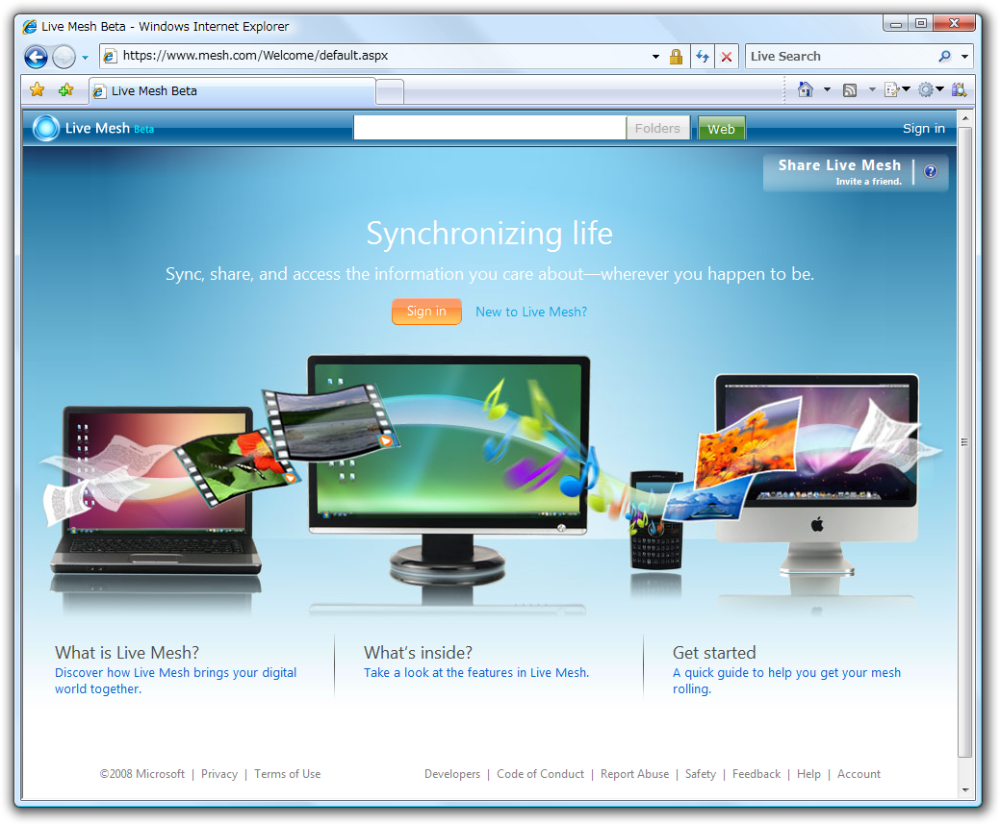 Live Mesh Beta - Windows Internet Explorer
https://www.mesh.com/Welcome/default.aspx
Live Search
Live Mesh Beta
Live Mesh Beta
Folders
Web
Sign in
Share Live Mesh
Invite a friend.
?
Synchronizing life
Sync, share, and access the information you care about—wherever you happen to be.
Sign in
New to Live Mesh?
What is Live Mesh?
Discover how Live Mesh brings your digital
world together.
What's inside?
Take a look at the features in Live Mesh.
Get started
A quick guide to help you get your mesh
rolling.
©2008 Microsoft | Privacy | Terms of Use
Developers | Code of Conduct | Report Abuse | Safety | Feedback | Help | Account